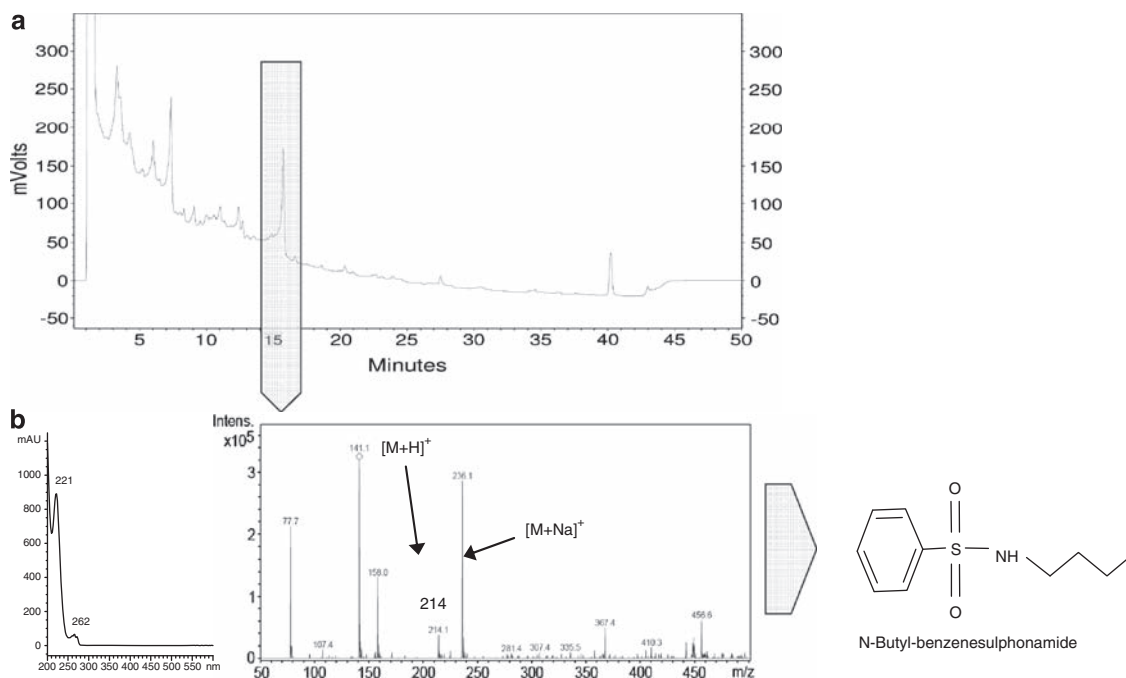 a
300 300
250 250
200 200
150 150
100 100
50 50
0 0
-50 -50
mVolts
5 10 15 20 25 30 35 40 45 50
Minutes
b
mAU
1000
800
600
400
200
0
221
262
200 250 300 350 400 450 500 550 nm
Intens.
x10⁵
3
2
1
0
141.1
[M+H]⁺
236.1
[M+Na]⁺
77.7
158.0
214
214.1
107.4
281.4
307.4
335.5
367.4
410.3
456.6
50 100 150 200 250 300 350 400 450 m/z
O
S
NH
O
N-Butyl-benzenesulphonamide